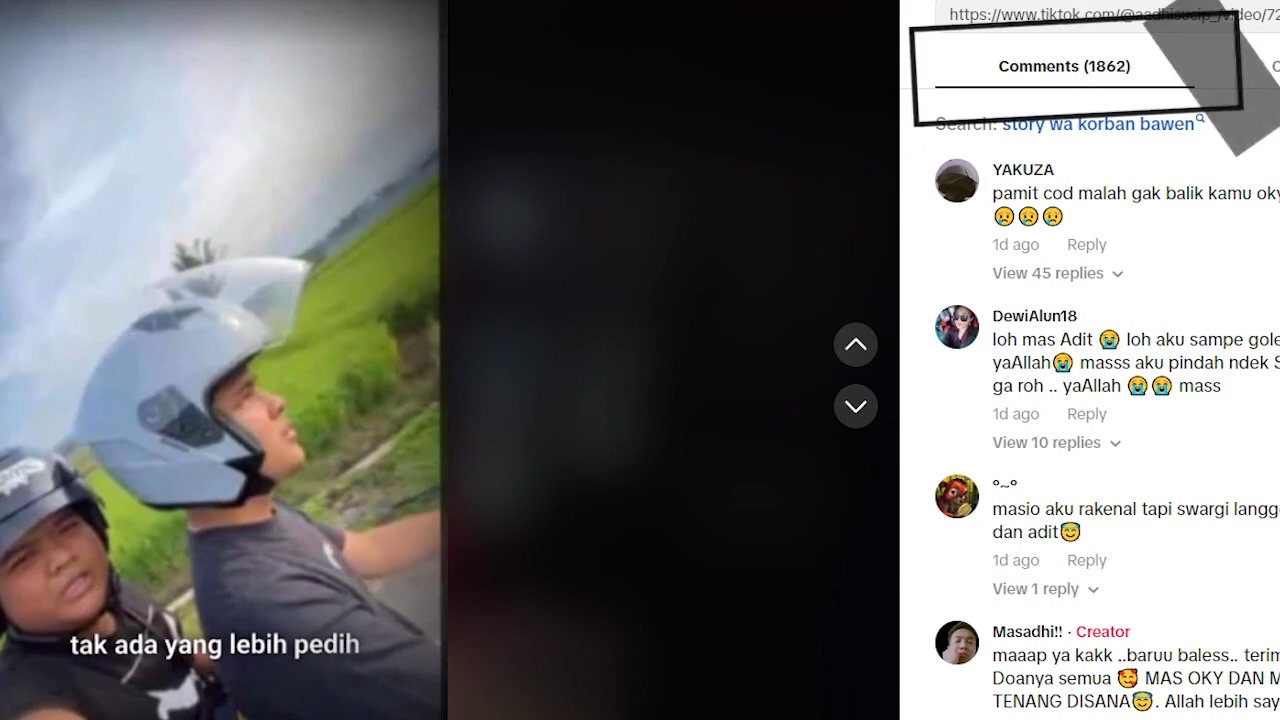 https://www.tiktok.com/@aadhisucip_/video/72
Comments (1862)
Search: story wa korban bawen
YAKUZA
pamit cod malah gak balik kamu oky
😢😢😢
1d ago Reply
View 45 replies
DewiAlun18
loh mas Adit 😭 loh aku sampe gole
yaAllah😭 masss aku pindah ndek S
ga roh .. yaAllah 😭😭 mass
1d ago Reply
View 10 replies
°~°
masio aku rakenal tapi swargi langg
dan adit😇
1d ago Reply
View 1 reply
Masadhi!! · Creator
maaap ya kakk ..baruu baless.. terim
Doanya semua 🥰 MAS OKY DAN M
TENANG DISANA😇. Allah lebih say
tak ada yang lebih pedih